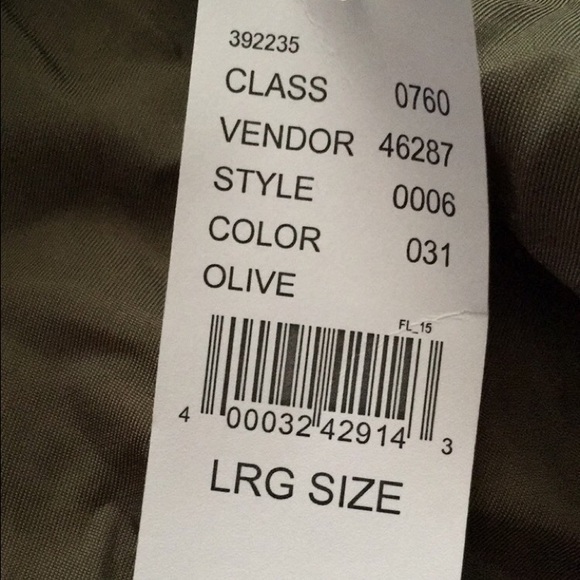 392235
CLASS 0760
VENDOR 46287
STYLE 0006
COLOR 031
OLIVE
FL_15
4 00032 42914 3
LRG SIZE